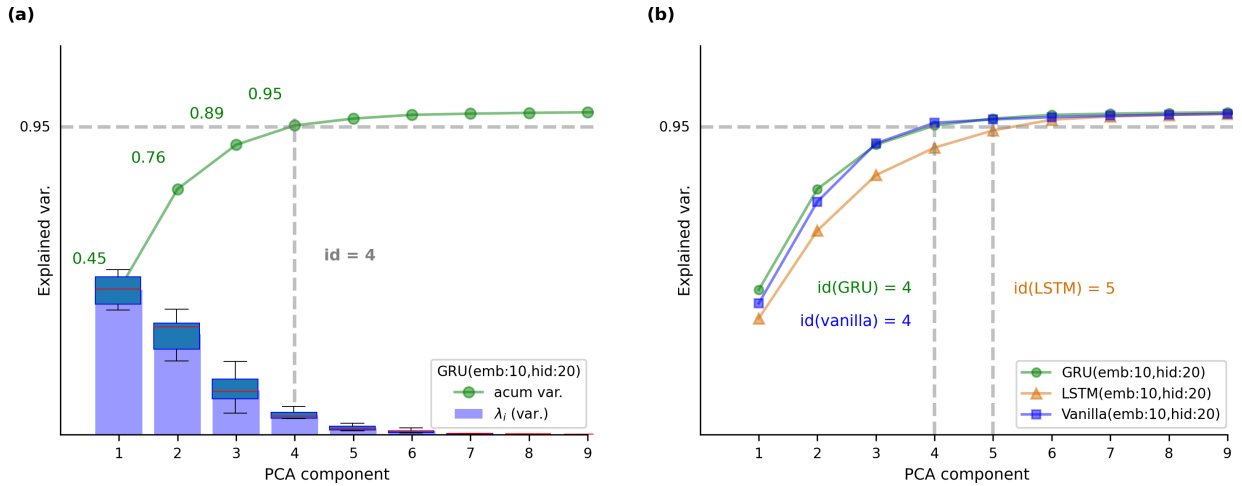 (a)
0.95
0.89
0.76
0.45
0.95
id = 4
Explained var.
GRU(emb:10,hid:20)
acum var.
λi (var.)
1 2 3 4 5 6 7 8 9
PCA component
(b)
0.95
Explained var.
id(GRU) = 4
id(LSTM) = 5
id(vanilla) = 4
GRU(emb:10,hid:20)
LSTM(emb:10,hid:20)
Vanilla(emb:10,hid:20)
1 2 3 4 5 6 7 8 9
PCA component